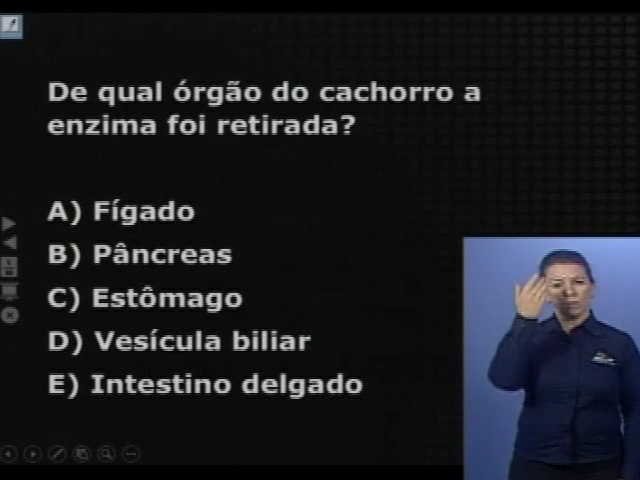 De qual órgão do cachorro a
enzima foi retirada?
A) Fígado
B) Pâncreas
C) Estômago
D) Vesícula biliar
E) Intestino delgado